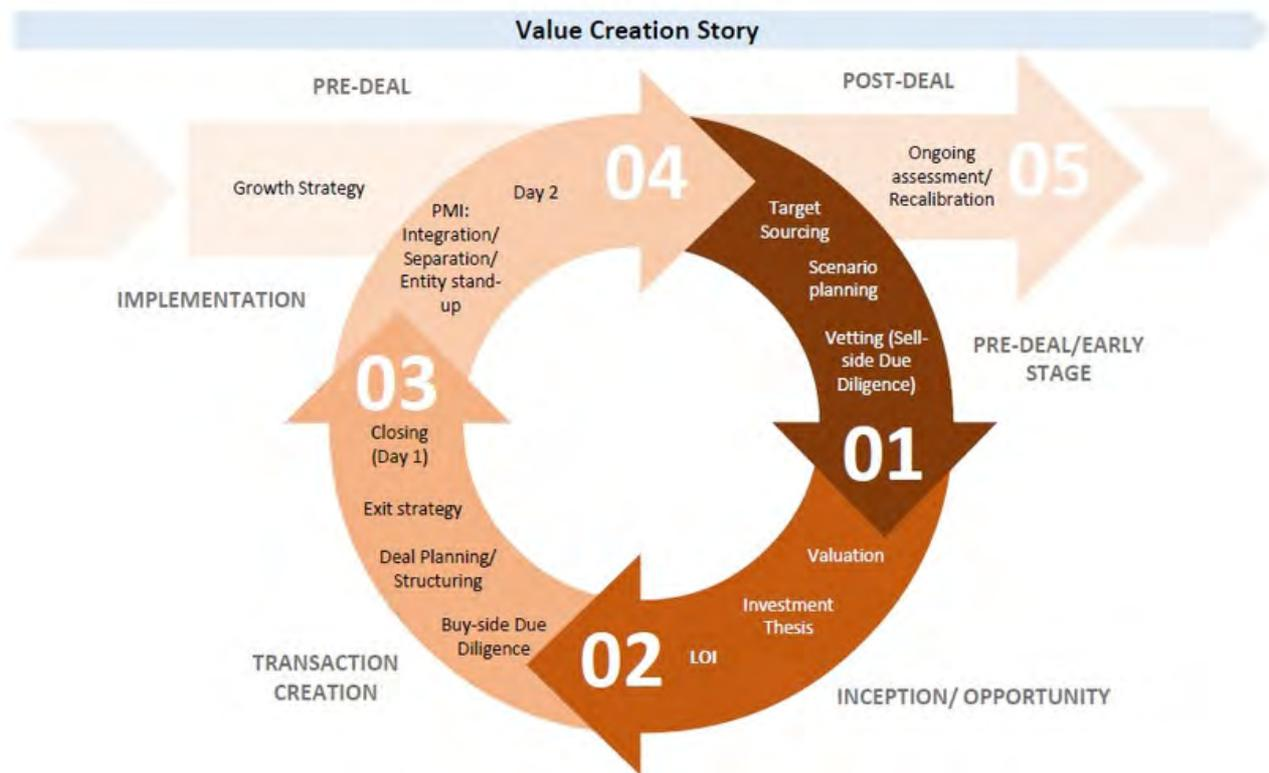 Value Creation Story
PRE-DEAL
POST-DEAL
Growth Strategy
PMI:
Integration/
Separation/
Entity stand-
up
Day 2
04
Target
Sourcing
Scenario
planning
Vetting (Sell-
side Due
Diligence)
01
Ongoing
assessment/
Recalibration
05
IMPLEMENTATION
PRE-DEAL/EARLY
STAGE
03
Closing
(Day 1)
Exit strategy
Deal Planning/
Structuring
Buy-side Due
Diligence
02
LOI
Investment
Thesis
Valuation
TRANSACTION
CREATION
INCEPTION/ OPPORTUNITY